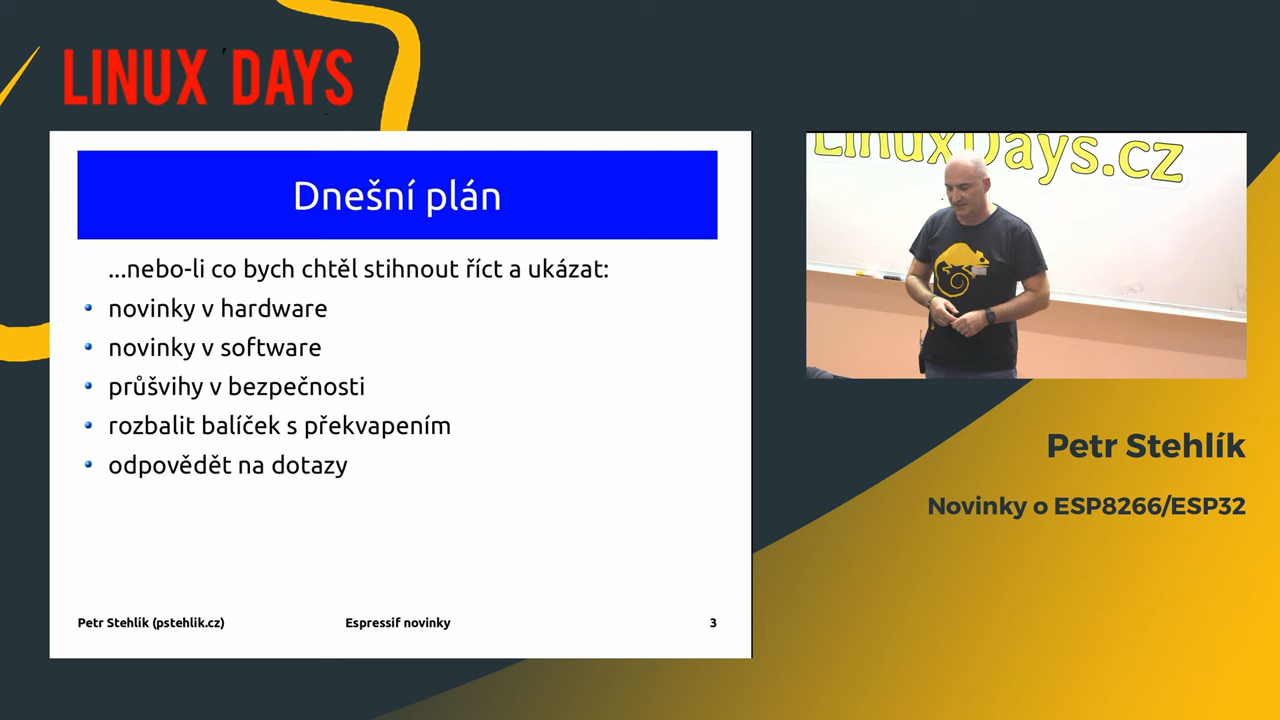 LINUX DAYS
Dnešní plán
...nebo-li co bych chtěl stihnout říct a ukázat:
novinky v hardware
novinky v software
průšvihy v bezpečnosti
rozbalit balíček s překvapením
odpovědět na dotazy
Petr Stehlík (pstehlik.cz)
Espressif novinky
3
LinuxDays.cz
Petr Stehlík
Novinky o ESP8266/ESP32